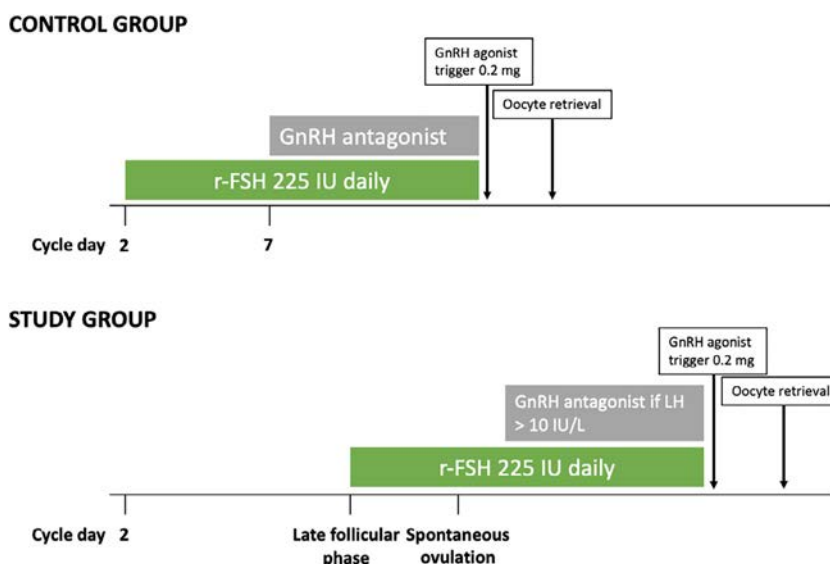 CONTROL GROUP
GnRH agonist
trigger 0.2 mg
Oocyte retrieval
GnRH antagonist
r-FSH 225 IU daily
Cycle day 2
7
STUDY GROUP
GnRH agonist
trigger 0.2 mg
Oocyte retrieval
GnRH antagonist if LH
> 10 IU/L
r-FSH 225 IU daily
Cycle day 2
Late follicular
phase
Spontaneous
ovulation